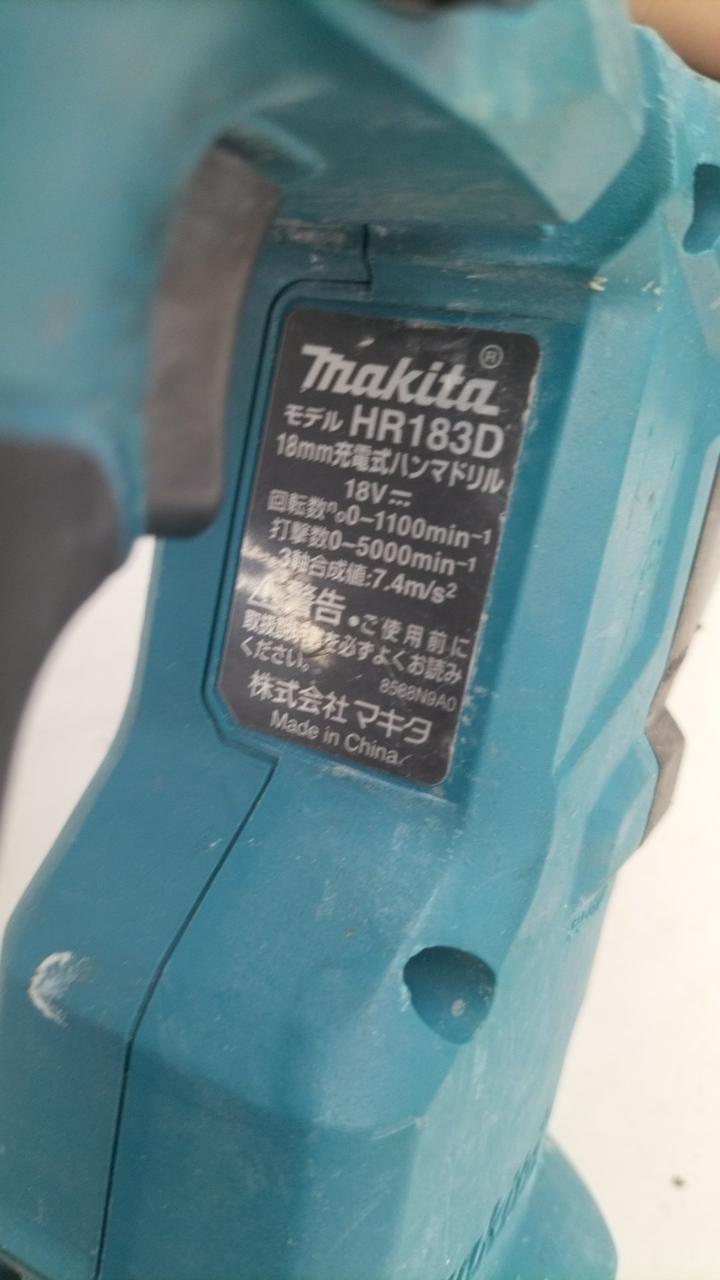 makita®
モデル HR183D
18mm充電式ハンマドリル
18V⎓
回転数n₀0-1100min⁻¹
打撃数0-5000min⁻¹
3軸合成値:7.4m/s²
⚠警告•ご使用前に
取扱説明書を必ずよくお読み
ください。
8588N9A0
株式会社マキタ
Made in China
makita